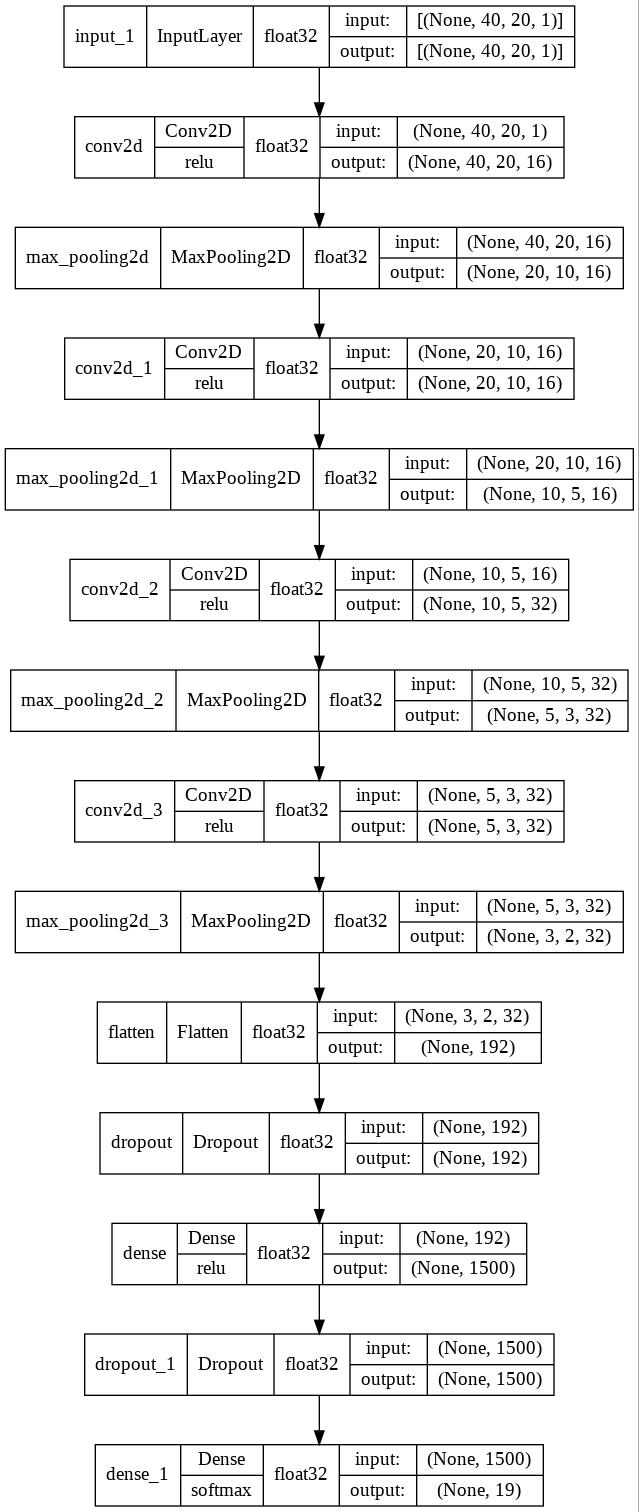 input_1 InputLayer float32 input: [(None, 40, 20, 1)]
output: [(None, 40, 20, 1)]
conv2d Conv2D float32 input: (None, 40, 20, 1)
relu output: (None, 40, 20, 16)
max_pooling2d MaxPooling2D float32 input: (None, 40, 20, 16)
output: (None, 20, 10, 16)
conv2d_1 Conv2D float32 input: (None, 20, 10, 16)
relu output: (None, 20, 10, 16)
max_pooling2d_1 MaxPooling2D float32 input: (None, 20, 10, 16)
output: (None, 10, 5, 16)
conv2d_2 Conv2D float32 input: (None, 10, 5, 16)
relu output: (None, 10, 5, 32)
max_pooling2d_2 MaxPooling2D float32 input: (None, 10, 5, 32)
output: (None, 5, 3, 32)
conv2d_3 Conv2D float32 input: (None, 5, 3, 32)
relu output: (None, 5, 3, 32)
max_pooling2d_3 MaxPooling2D float32 input: (None, 5, 3, 32)
output: (None, 3, 2, 32)
flatten Flatten float32 input: (None, 3, 2, 32)
output: (None, 192)
dropout Dropout float32 input: (None, 192)
output: (None, 192)
dense Dense float32 input: (None, 192)
relu output: (None, 1500)
dropout_1 Dropout float32 input: (None, 1500)
output: (None, 1500)
dense_1 Dense float32 input: (None, 1500)
softmax output: (None, 19)